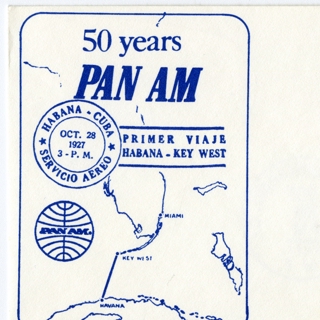 50 years
PAN AM
HABANA - CUBA
OCT. 28
1927
3 - P. M.
SERVICIO AEREO
PRIMER VIAJE
HABANA - KEY WEST
PAN AM
MIAMI
KEY WEST
HAVANA